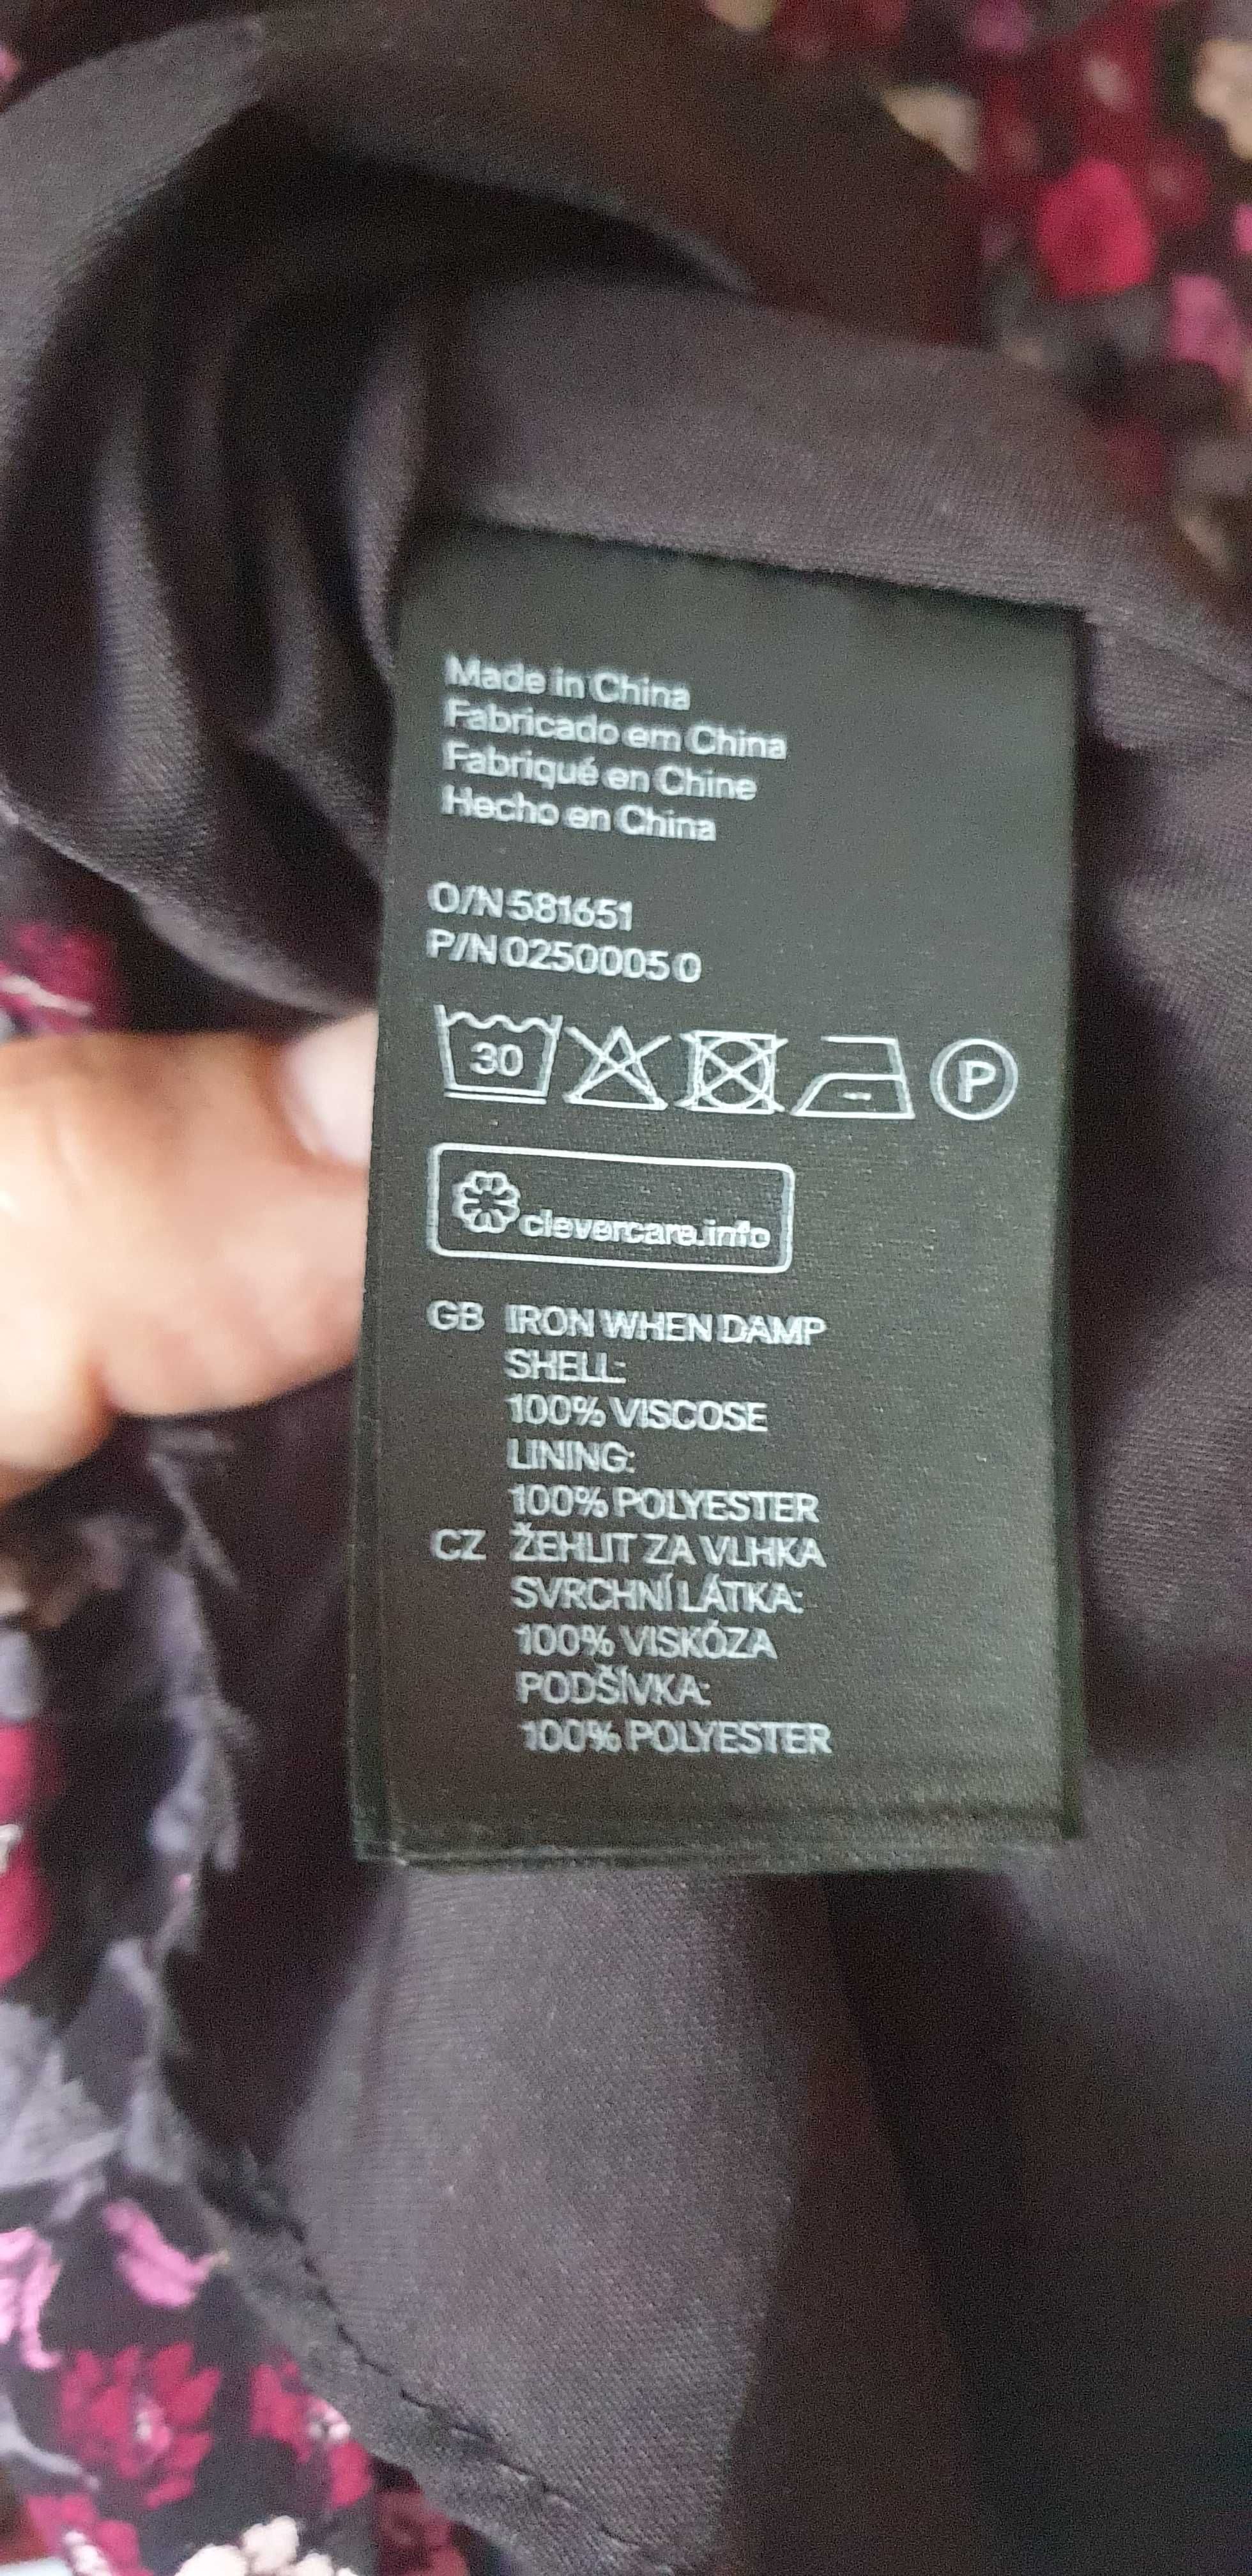 Made in China
Fabricado em China
Fabriqué en Chine
Hecho en China
O/N 581651
P/N 0250005 0
30
P
clevercare.info
GB IRON WHEN DAMP
SHELL:
100% VISCOSE
LINING:
100% POLYESTER
CZ ŽEHLIT ZA VLHKA
SVRCHNÍ LÁTKA:
100% VISKÓZA
PODŠÍVKA:
100% POLYESTER